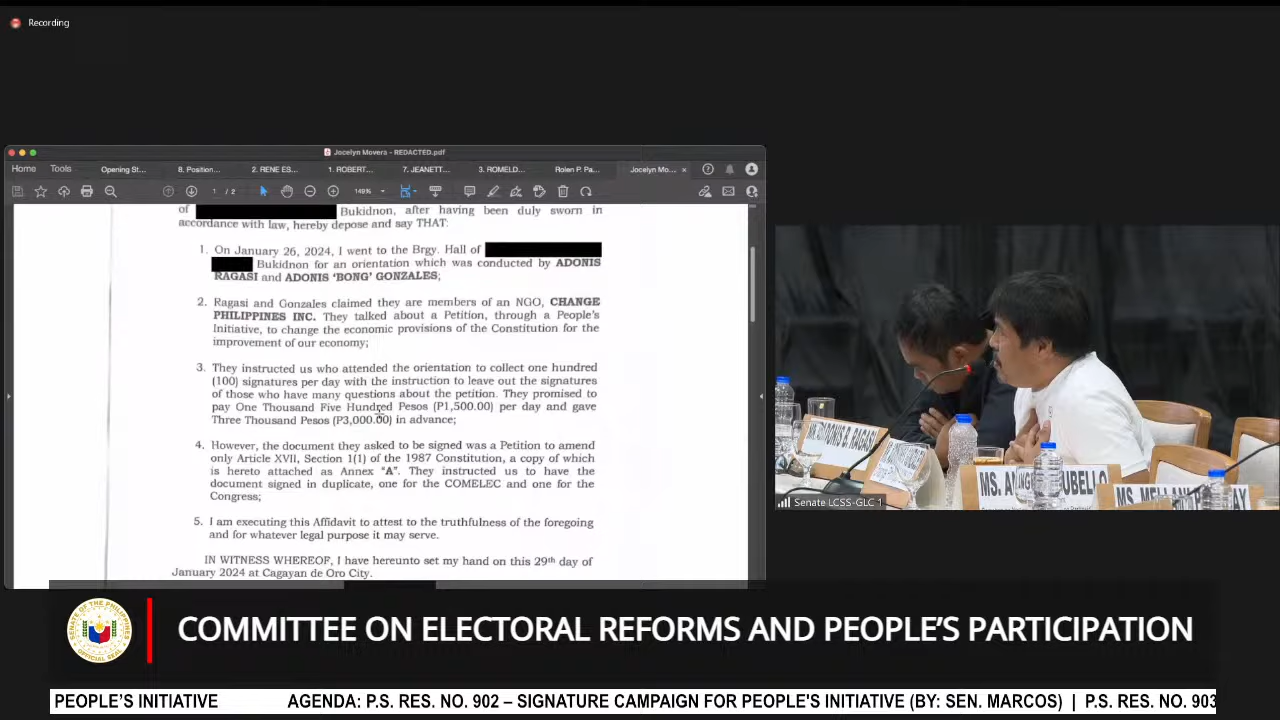 Recording
Jocelyn Movers - REDACTED.pdf
Home Tools Opening St... 8. Position... 2. RENE ES... 1. ROBERT... 7. JEANETT... 3. ROMELD... Rolen P. Pa... Jocelyn Mo... ×
1 / 2 149%
of Bukidnon, after having been duly sworn in
accordance with law, hereby depose and say THAT:
1. On January 26, 2024, I went to the Brgy. Hall of
Bukidnon for an orientation which was conducted by ADONIS
RAGASI and ADONIS 'BONG' GONZALES;
2. Ragasi and Gonzales claimed they are members of an NGO, CHANGE
PHILIPPINES INC. They talked about a Petition, through a People's
Initiative, to change the economic provisions of the Constitution for the
improvement of our economy;
3. They instructed us who attended the orientation to collect one hundred
(100) signatures per day with the instruction to leave out the signatures
of those who have many questions about the petition. They promised to
pay One Thousand Five Hundred Pesos (P1,500.00) per day and gave
Three Thousand Pesos (P3,000.00) in advance;
4. However, the document they asked to be signed was a Petition to amend
only Article XVII, Section 1(1) of the 1987 Constitution, a copy of which
is hereto attached as Annex "A". They instructed us to have the
document signed in duplicate, one for the COMELEC and one for the
Congress;
5. I am executing this Affidavit to attest to the truthfulness of the foregoing
and for whatever legal purpose it may serve.
IN WITNESS WHEREOF, I have hereunto set my hand on this 29th day of
January 2024 at Cagayan de Oro City.
ADONIS B. RAGASI
MS. UBELLO
MS.
Senate LCSS-GLC 1
SENATE OF THE PHILIPPINES
OFFICIAL SEAL
COMMITTEE ON ELECTORAL REFORMS AND PEOPLE'S PARTICIPATION
PEOPLE'S INITIATIVE AGENDA: P.S. RES. NO. 902 – SIGNATURE CAMPAIGN FOR PEOPLE'S INITIATIVE (BY: SEN. MARCOS) | P.S. RES. NO. 903